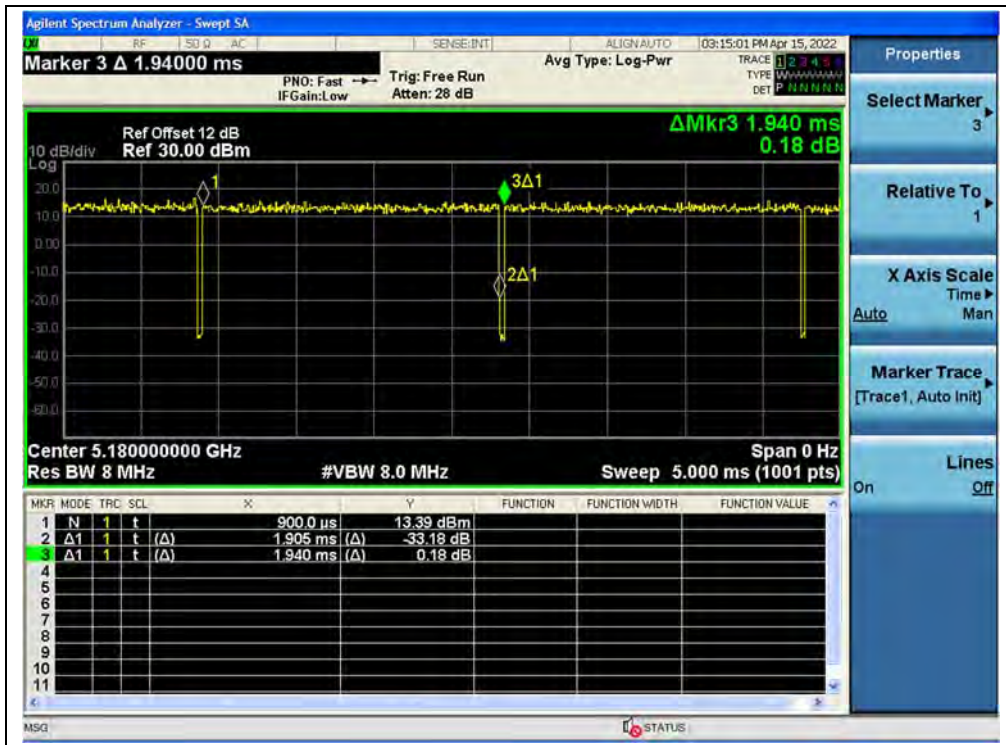 Agilent Spectrum Analyzer - Swept SA
LXI RF 50 Ω AC SENSE:INT ALIGNAUTO 03:15:01 PM Apr 15, 2022
Marker 3 Δ 1.94000 ms
PNO: Fast
IFGain:Low
Trig: Free Run
Atten: 28 dB
Avg Type: Log-Pwr
TRACE 1 2 3 4 5 6
TYPE
DET P N N N N N
ΔMkr3 1.940 ms
0.18 dB
Ref Offset 12 dB
10 dB/div Ref 30.00 dBm
Log
20.0
10.0
0.00
-10.0
-20.0
-30.0
-40.0
-50.0
-60.0
1
3Δ1
2Δ1
Center 5.180000000 GHz Span 0 Hz
Res BW 8 MHz #VBW 8.0 MHz Sweep 5.000 ms (1001 pts)
MKR MODE TRC SCL X Y FUNCTION FUNCTION WIDTH FUNCTION VALUE
1 N 1 t 900.0 µs 13.39 dBm
2 Δ1 1 t (Δ) 1.905 ms (Δ) -33.18 dB
3 Δ1 1 t (Δ) 1.940 ms (Δ) 0.18 dB
4
5
6
7
8
9
10
11
MSG STATUS
Properties
Select Marker
3
Relative To
1
X Axis Scale
Time
Auto Man
Marker Trace
[Trace1, Auto Init]
Lines
On Off